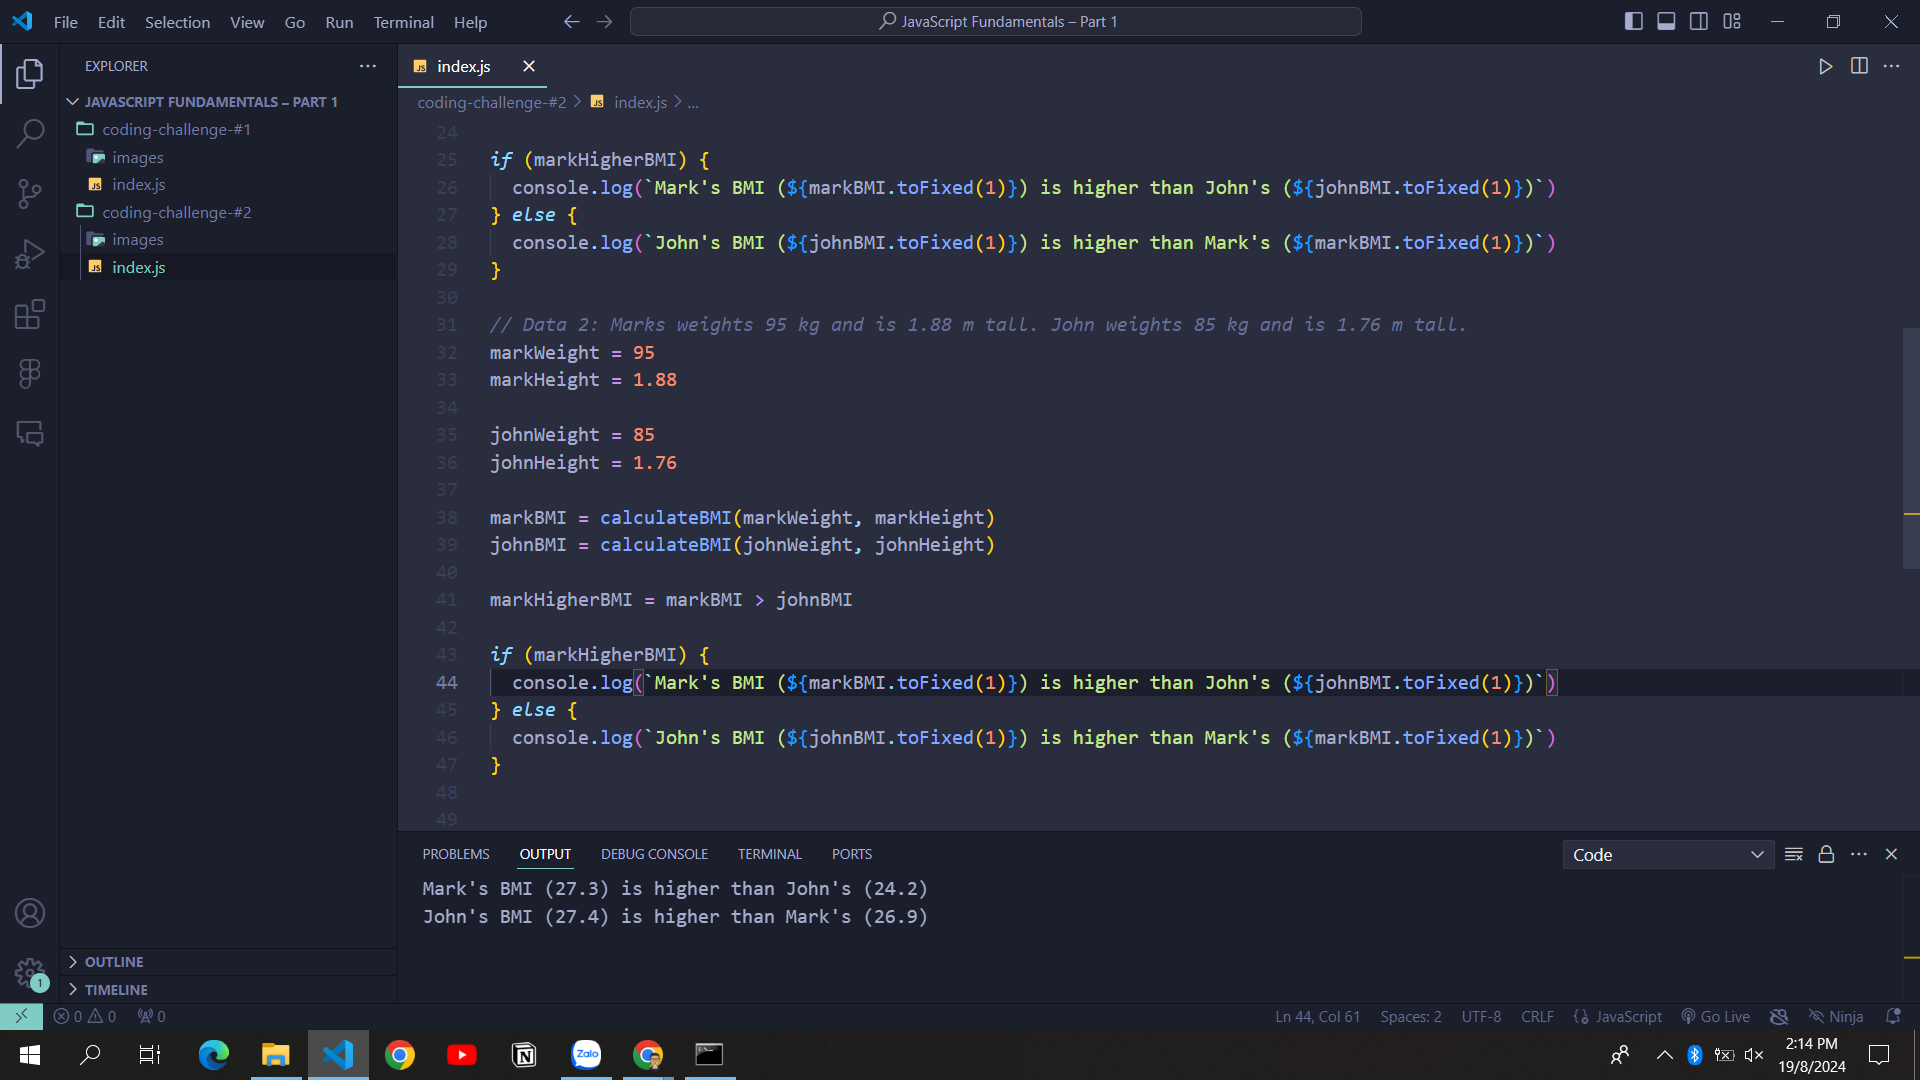 File Edit Selection View Go Run Terminal Help
JavaScript Fundamentals – Part 1
EXPLORER
JAVASCRIPT FUNDAMENTALS – PART 1
coding-challenge-#1
images
JS index.js
coding-challenge-#2
images
JS index.js
OUTLINE
TIMELINE
1
JS index.js
coding-challenge-#2 > JS index.js > ...
24
25 if (markHigherBMI) {
26 console.log(`Mark's BMI (${markBMI.toFixed(1)}) is higher than John's (${johnBMI.toFixed(1)})`)
27 } else {
28 console.log(`John's BMI (${johnBMI.toFixed(1)}) is higher than Mark's (${markBMI.toFixed(1)})`)
29 }
30
31 // Data 2: Marks weights 95 kg and is 1.88 m tall. John weights 85 kg and is 1.76 m tall.
32 markWeight = 95
33 markHeight = 1.88
34
35 johnWeight = 85
36 johnHeight = 1.76
37
38 markBMI = calculateBMI(markWeight, markHeight)
39 johnBMI = calculateBMI(johnWeight, johnHeight)
40
41 markHigherBMI = markBMI > johnBMI
42
43 if (markHigherBMI) {
44 console.log(`Mark's BMI (${markBMI.toFixed(1)}) is higher than John's (${johnBMI.toFixed(1)})`)
45 } else {
46 console.log(`John's BMI (${johnBMI.toFixed(1)}) is higher than Mark's (${markBMI.toFixed(1)})`)
47 }
48
49
PROBLEMS OUTPUT DEBUG CONSOLE TERMINAL PORTS
Code
Mark's BMI (27.3) is higher than John's (24.2)
John's BMI (27.4) is higher than Mark's (26.9)
0 0 0
Ln 44, Col 61 Spaces: 2 UTF-8 CRLF JavaScript Go Live Ninja
Zalo
2:14 PM
19/8/2024